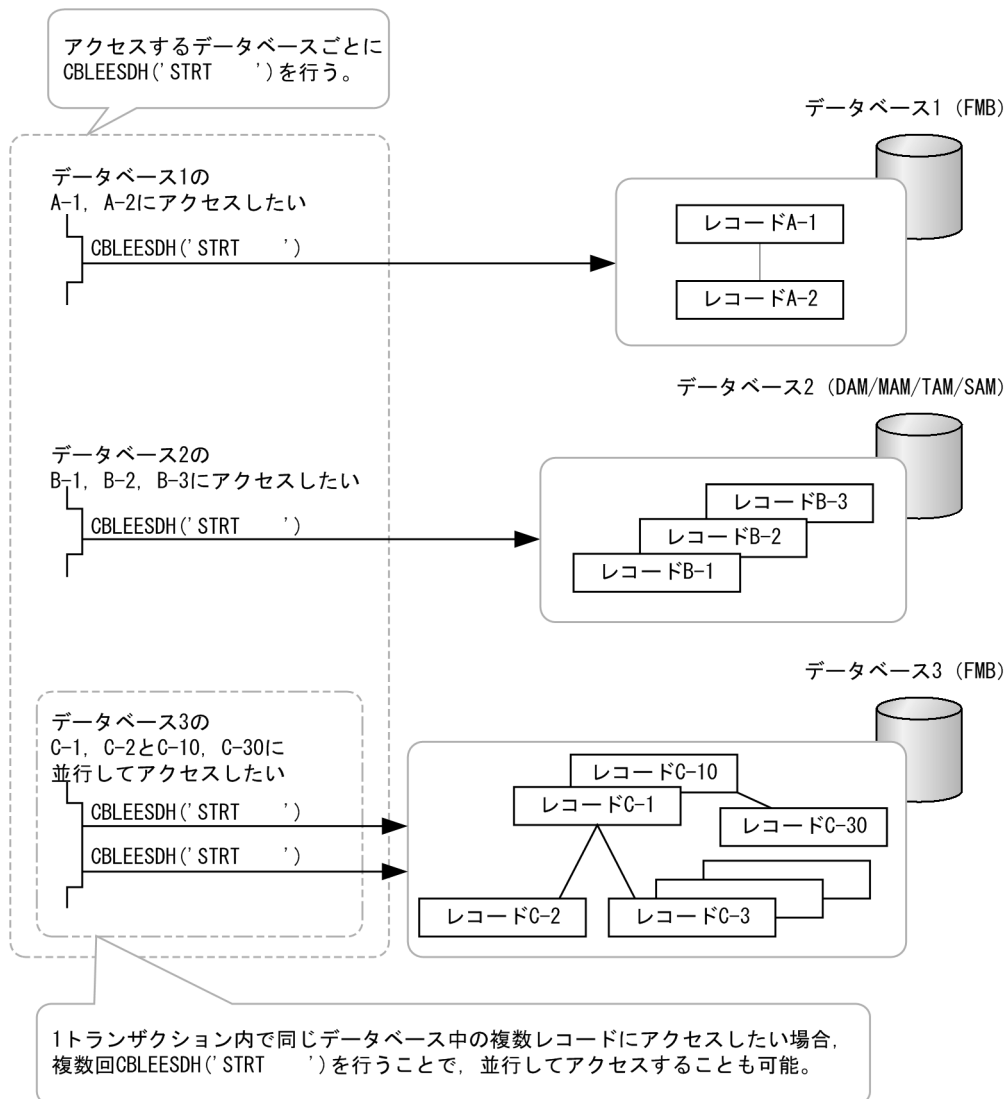 アクセスするデータベースごとに
CBLEESDH('STRT    ')を行う。
データベース1 (FMB)
データベース1の
A-1, A-2にアクセスしたい
CBLEESDH('STRT    ')
レコードA-1
レコードA-2
データベース2 (DAM/MAM/TAM/SAM)
データベース2の
B-1, B-2, B-3にアクセスしたい
CBLEESDH('STRT    ')
レコードB-3
レコードB-2
レコードB-1
データベース3 (FMB)
データベース3の
C-1, C-2とC-10, C-30に
並行してアクセスしたい
CBLEESDH('STRT    ')
CBLEESDH('STRT    ')
レコードC-10
レコードC-1
レコードC-30
レコードC-2
レコードC-3
1トランザクション内で同じデータベース中の複数レコードにアクセスしたい場合,
複数回CBLEESDH('STRT    ')を行うことで, 並行してアクセスすることも可能。